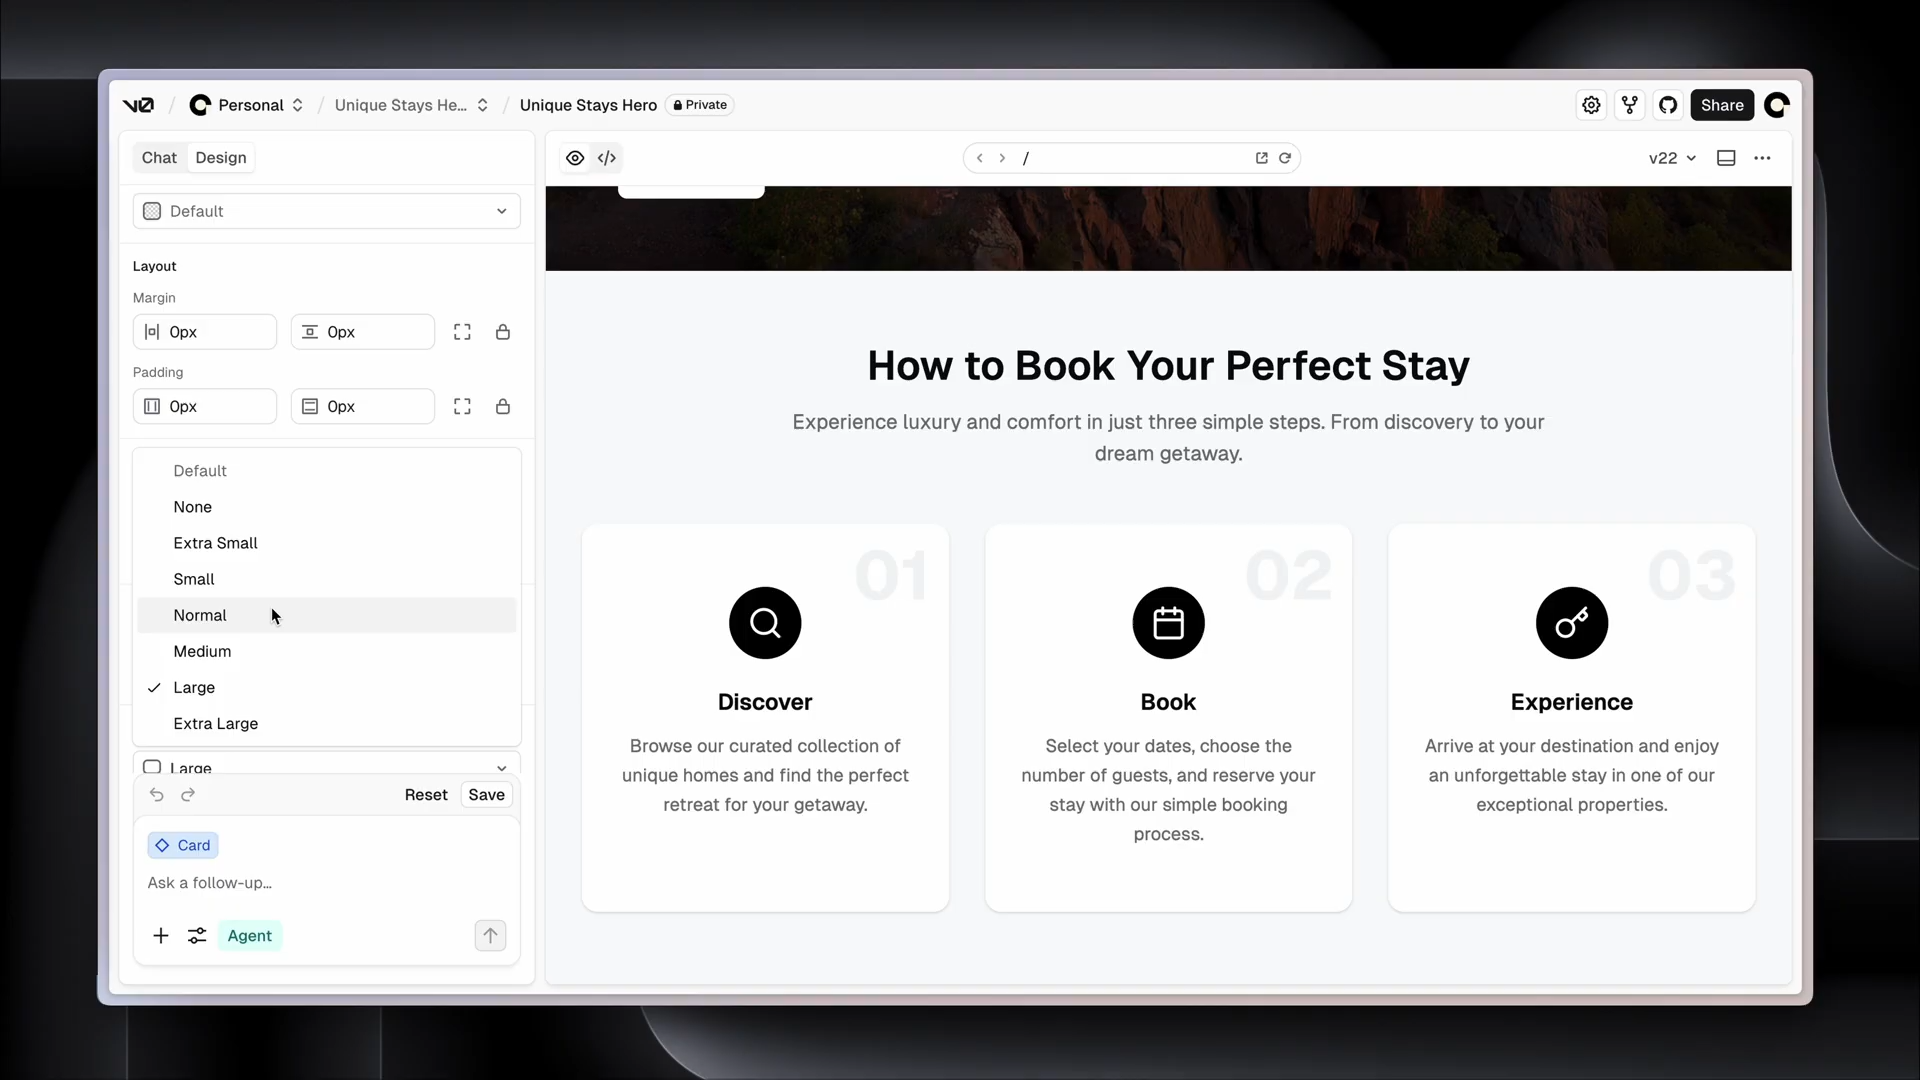 v0 / Personal / Unique Stays He... / Unique Stays Hero Private
Share
Chat Design
/
v22
Default
Layout
Margin
0px 0px
Padding
0px 0px
Default
None
Extra Small
Small
Normal
Medium
Large
Extra Large
Large
Reset Save
Card
Ask a follow-up...
Agent
How to Book Your Perfect Stay
Experience luxury and comfort in just three simple steps. From discovery to your
dream getaway.
01
Discover
Browse our curated collection of
unique homes and find the perfect
retreat for your getaway.
02
Book
Select your dates, choose the
number of guests, and reserve your
stay with our simple booking
process.
03
Experience
Arrive at your destination and enjoy
an unforgettable stay in one of our
exceptional properties.